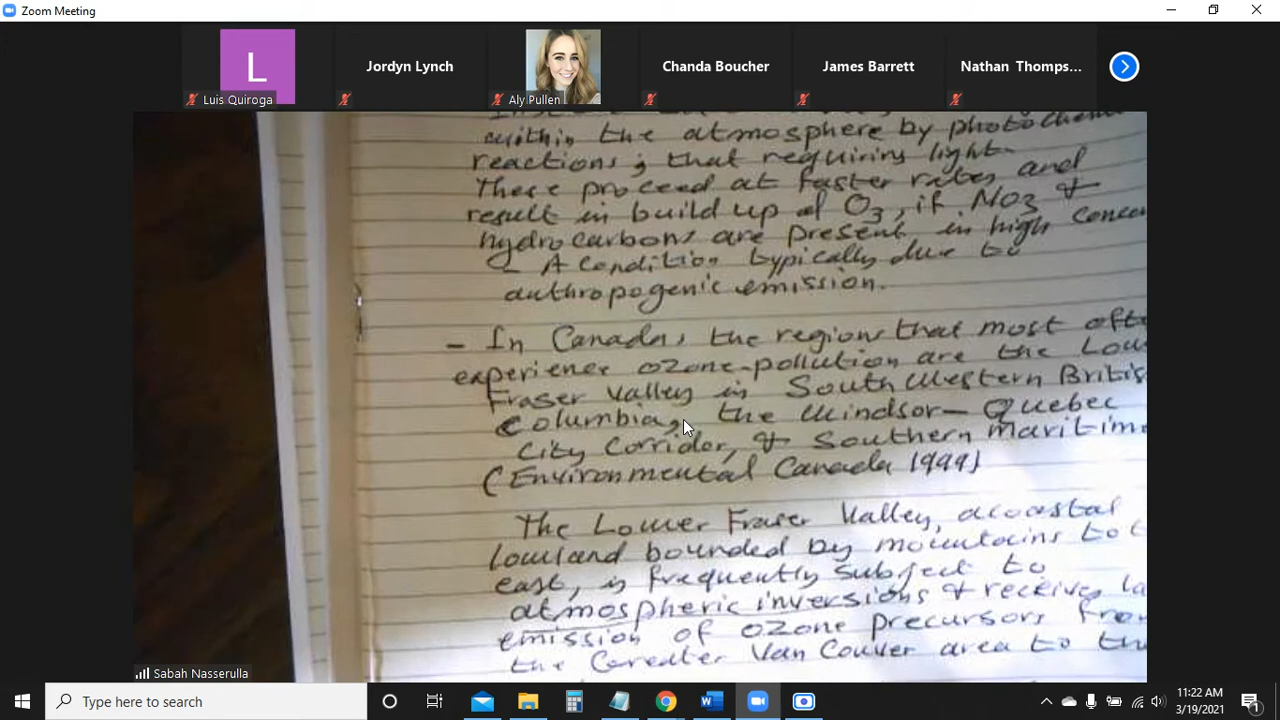 Zoom Meeting
L
Luis Quiroga
Jordyn Lynch
Aly Pullen
Chanda Boucher
James Barrett
Nathan Thomps...
within the atmosphere by photochem
reactions; that requiring light.
These proceed at faster rates and
result in build up of O3, if NO3 &
hydrocarbons are present in high concen
- A condition typically due to
anthropogenic emission.
- In Canada, the regions that most ofte
experience ozone-pollution are the Low
Fraser Valley in South Western Britis
Columbia, the Windsor- Quebec
City Corridor, & Southern maritime
(Environmental Canada 1999)
The Lower Fraser Valley, a coastal
lowland bounded by mountains to t
east, is frequently subject to
atmospheric inversions & receives la
emission of ozone precursors from
the Greater Van Couver area to the
Sabah Nasserulla
Type here to search
11:22 AM
3/19/2021
1